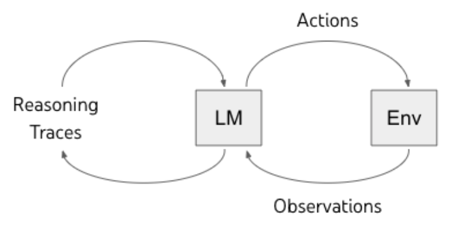 Actions
Reasoning
Traces
LM
Env
Observations